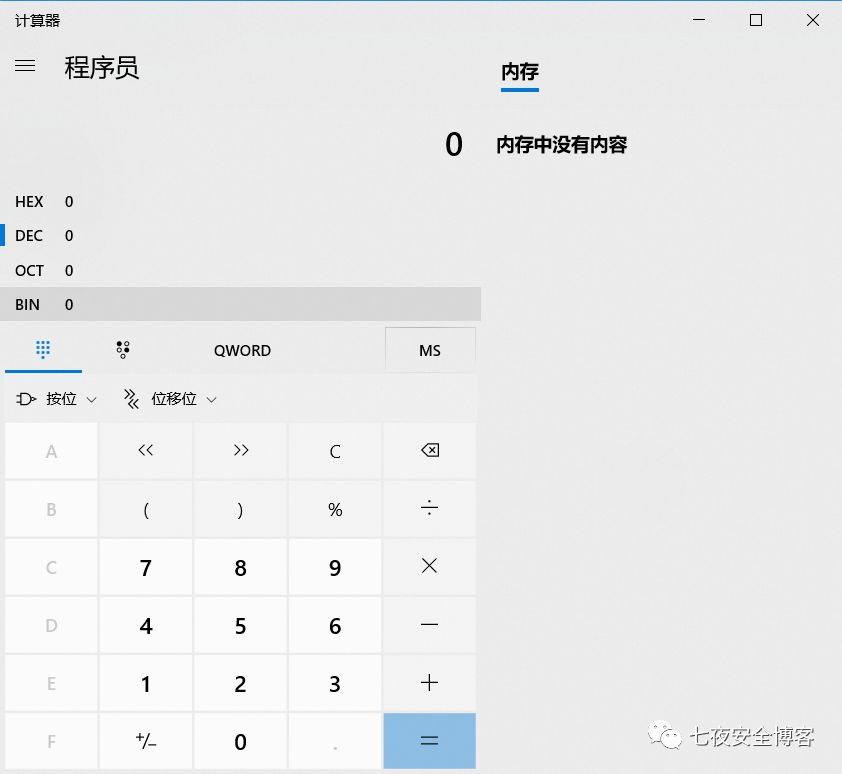 计算器
程序员
内存
0
内存中没有内容
HEX 0
DEC 0
OCT 0
BIN 0
QWORD MS
按位 位移位
A << >> C
B ( ) % ÷
C 7 8 9 ×
D 4 5 6 −
E 1 2 3 +
F +/− 0 . =
七夜安全博客